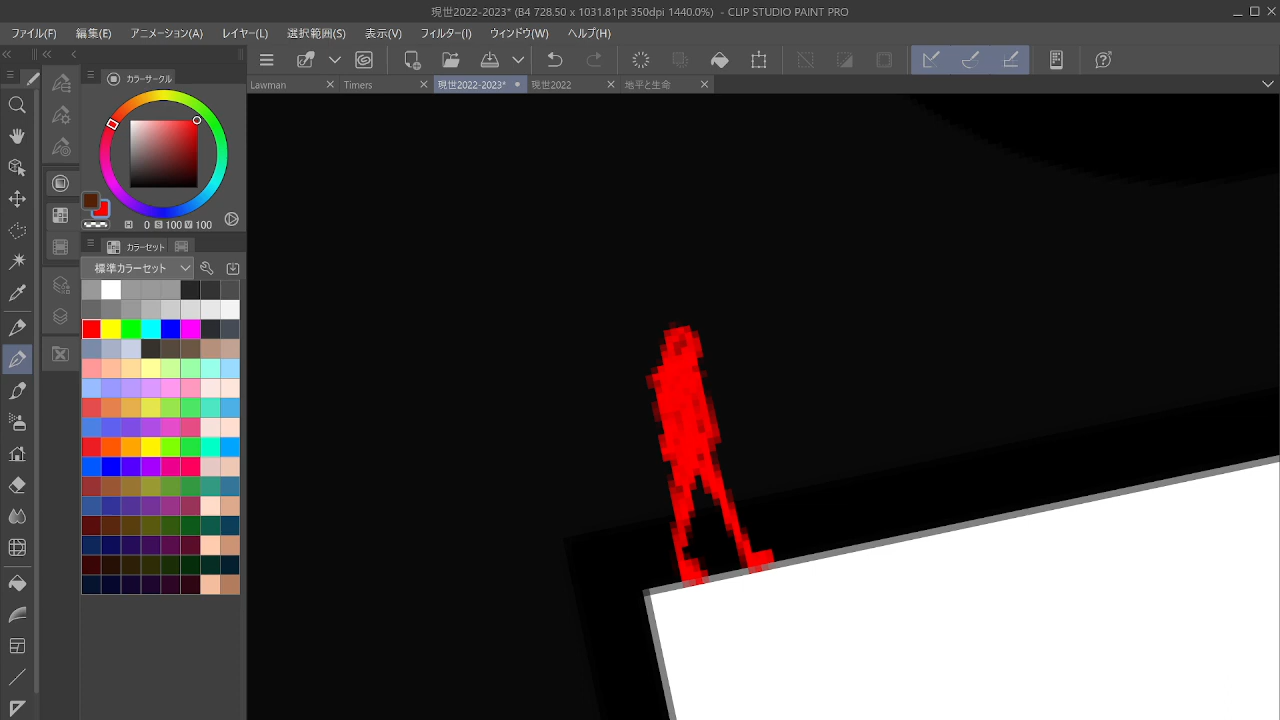 現世2022-2023* (B4 728.50 x 1031.81pt 350dpi 1440.0%) - CLIP STUDIO PAINT PRO
ファイル(F) 編集(E) アニメーション(A) レイヤー(L) 選択範囲(S) 表示(V) フィルター(I) ウィンドウ(W) ヘルプ(H)
カラーサークル
Lawman Timers 現世2022-2023* 現世2022 地平と生命
H 0 S 100 V 100
カラーセット
標準カラーセット